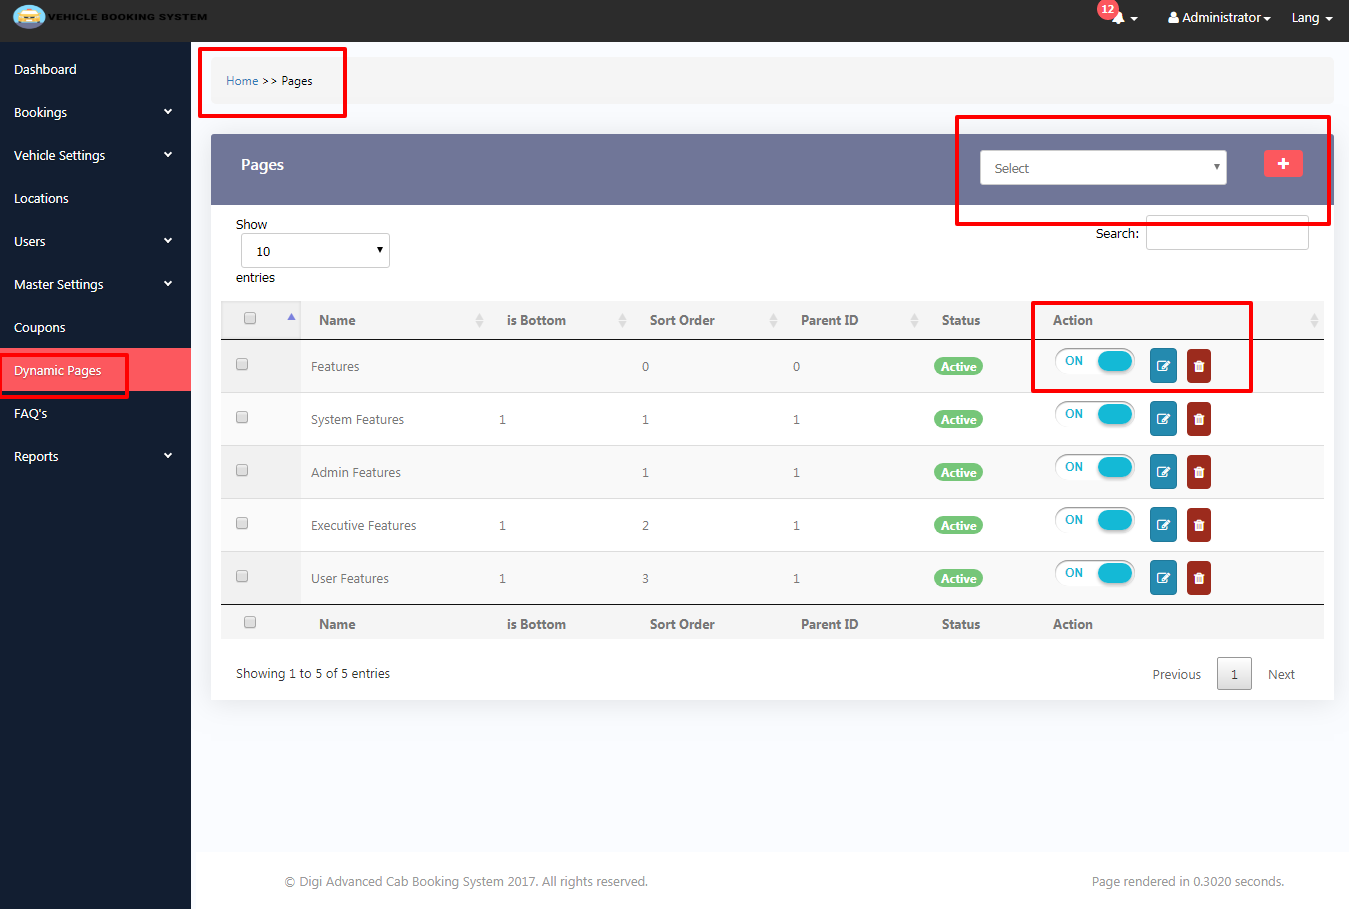 VEHICLE BOOKING SYSTEM
12
Administrator
Lang
Dashboard
Bookings
Vehicle Settings
Locations
Users
Master Settings
Coupons
Dynamic Pages
FAQ's
Reports
Home >> Pages
Pages
Select
Show
10
entries
Search:
Name is Bottom Sort Order Parent ID Status Action
Features 0 0 Active ON
System Features 1 1 1 Active ON
Admin Features 1 1 Active ON
Executive Features 1 2 1 Active ON
User Features 1 3 1 Active ON
Name is Bottom Sort Order Parent ID Status Action
Showing 1 to 5 of 5 entries
Previous 1 Next
© Digi Advanced Cab Booking System 2017. All rights reserved.
Page rendered in 0.3020 seconds.